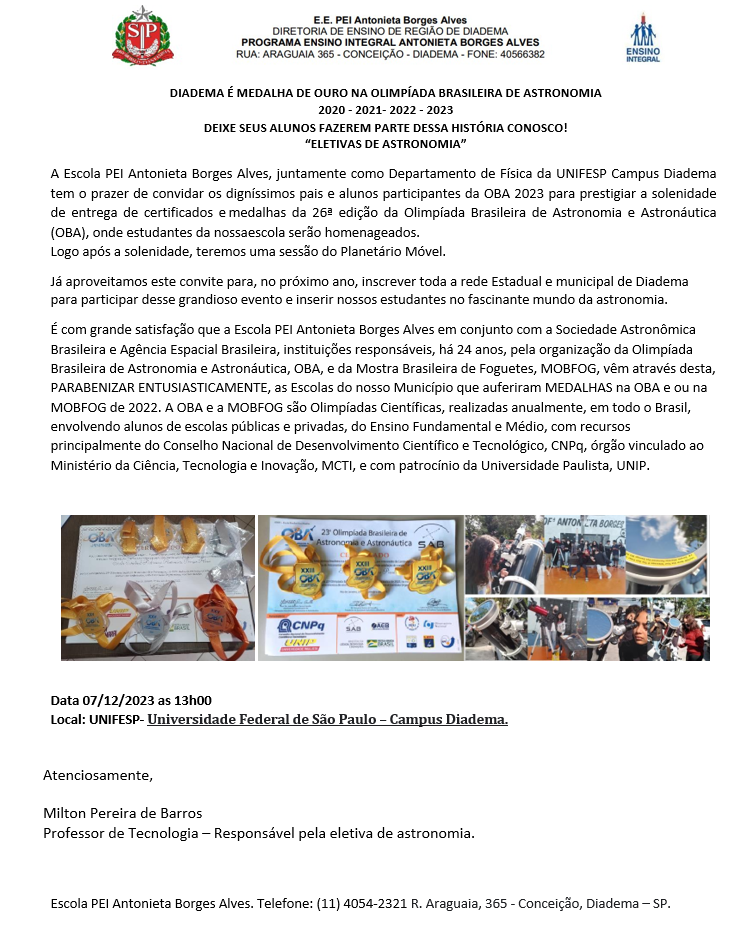 E.E. PEI Antonieta Borges Alves
DIRETORIA DE ENSINO DE REGIÃO DE DIADEMA
PROGRAMA ENSINO INTEGRAL ANTONIETA BORGES ALVES
RUA: ARAGUAIA 365 - CONCEIÇÃO - DIADEMA - FONE: 40566382
ENSINO
INTEGRAL
DIADEMA É MEDALHA DE OURO NA OLIMPÍADA BRASILEIRA DE ASTRONOMIA
2020 - 2021- 2022 - 2023
DEIXE SEUS ALUNOS FAZEREM PARTE DESSA HISTÓRIA CONOSCO!
“ELETIVAS DE ASTRONOMIA”
A Escola PEI Antonieta Borges Alves, juntamente como Departamento de Física da UNIFESP Campus Diadema
tem o prazer de convidar os digníssimos pais e alunos participantes da OBA 2023 para prestigiar a solenidade
de entrega de certificados e medalhas da 26ª edição da Olimpíada Brasileira de Astronomia e Astronáutica
(OBA), onde estudantes da nossaescola serão homenageados.
Logo após a solenidade, teremos uma sessão do Planetário Móvel.
Já aproveitamos este convite para, no próximo ano, inscrever toda a rede Estadual e municipal de Diadema
para participar desse grandioso evento e inserir nossos estudantes no fascinante mundo da astronomia.
É com grande satisfação que a Escola PEI Antonieta Borges Alves em conjunto com a Sociedade Astronômica
Brasileira e Agência Espacial Brasileira, instituições responsáveis, há 24 anos, pela organização da Olimpíada
Brasileira de Astronomia e Astronáutica, OBA, e da Mostra Brasileira de Foguetes, MOBFOG, vêm através desta,
PARABENIZAR ENTUSIASTICAMENTE, as Escolas do nosso Município que auferiram MEDALHAS na OBA e ou na
MOBFOG de 2022. A OBA e a MOBFOG são Olimpíadas Científicas, realizadas anualmente, em todo o Brasil,
envolvendo alunos de escolas públicas e privadas, do Ensino Fundamental e Médio, com recursos
principalmente do Conselho Nacional de Desenvolvimento Científico e Tecnológico, CNPq, órgão vinculado ao
Ministério da Ciência, Tecnologia e Inovação, MCTI, e com patrocínio da Universidade Paulista, UNIP.
OBA
OBA
23ª Olimpíada Brasileira de
Astronomia e Astronáutica
SAB
XXIII
OBA
XXIII
OBA
XXIII
OBA
CNPq
UNIP
SAB
BRASIL
ANTONIETA BORGES
Data 07/12/2023 as 13h00
Local: UNIFESP- Universidade Federal de São Paulo – Campus Diadema.
Atenciosamente,
Milton Pereira de Barros
Professor de Tecnologia – Responsável pela eletiva de astronomia.
Escola PEI Antonieta Borges Alves. Telefone: (11) 4054-2321 R. Araguaia, 365 - Conceição, Diadema – SP.